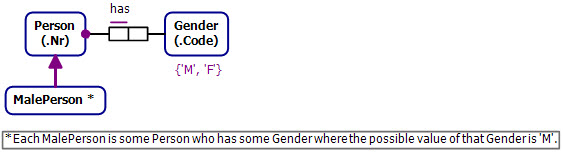 has
Person
(.Nr)
Gender
(.Code)
{'M', 'F'}
MalePerson *
* Each MalePerson is some Person who has some Gender where the possible value of that Gender is 'M'.